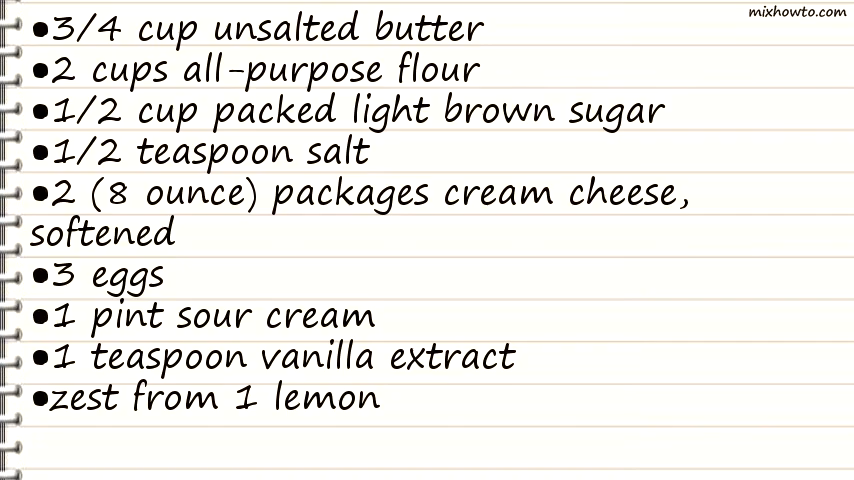 mixhowto.com
•3/4 cup unsalted butter
•2 cups all-purpose flour
•1/2 cup packed light brown sugar
•1/2 teaspoon salt
•2 (8 ounce) packages cream cheese,
softened
•3 eggs
•1 pint sour cream
•1 teaspoon vanilla extract
•zest from 1 lemon